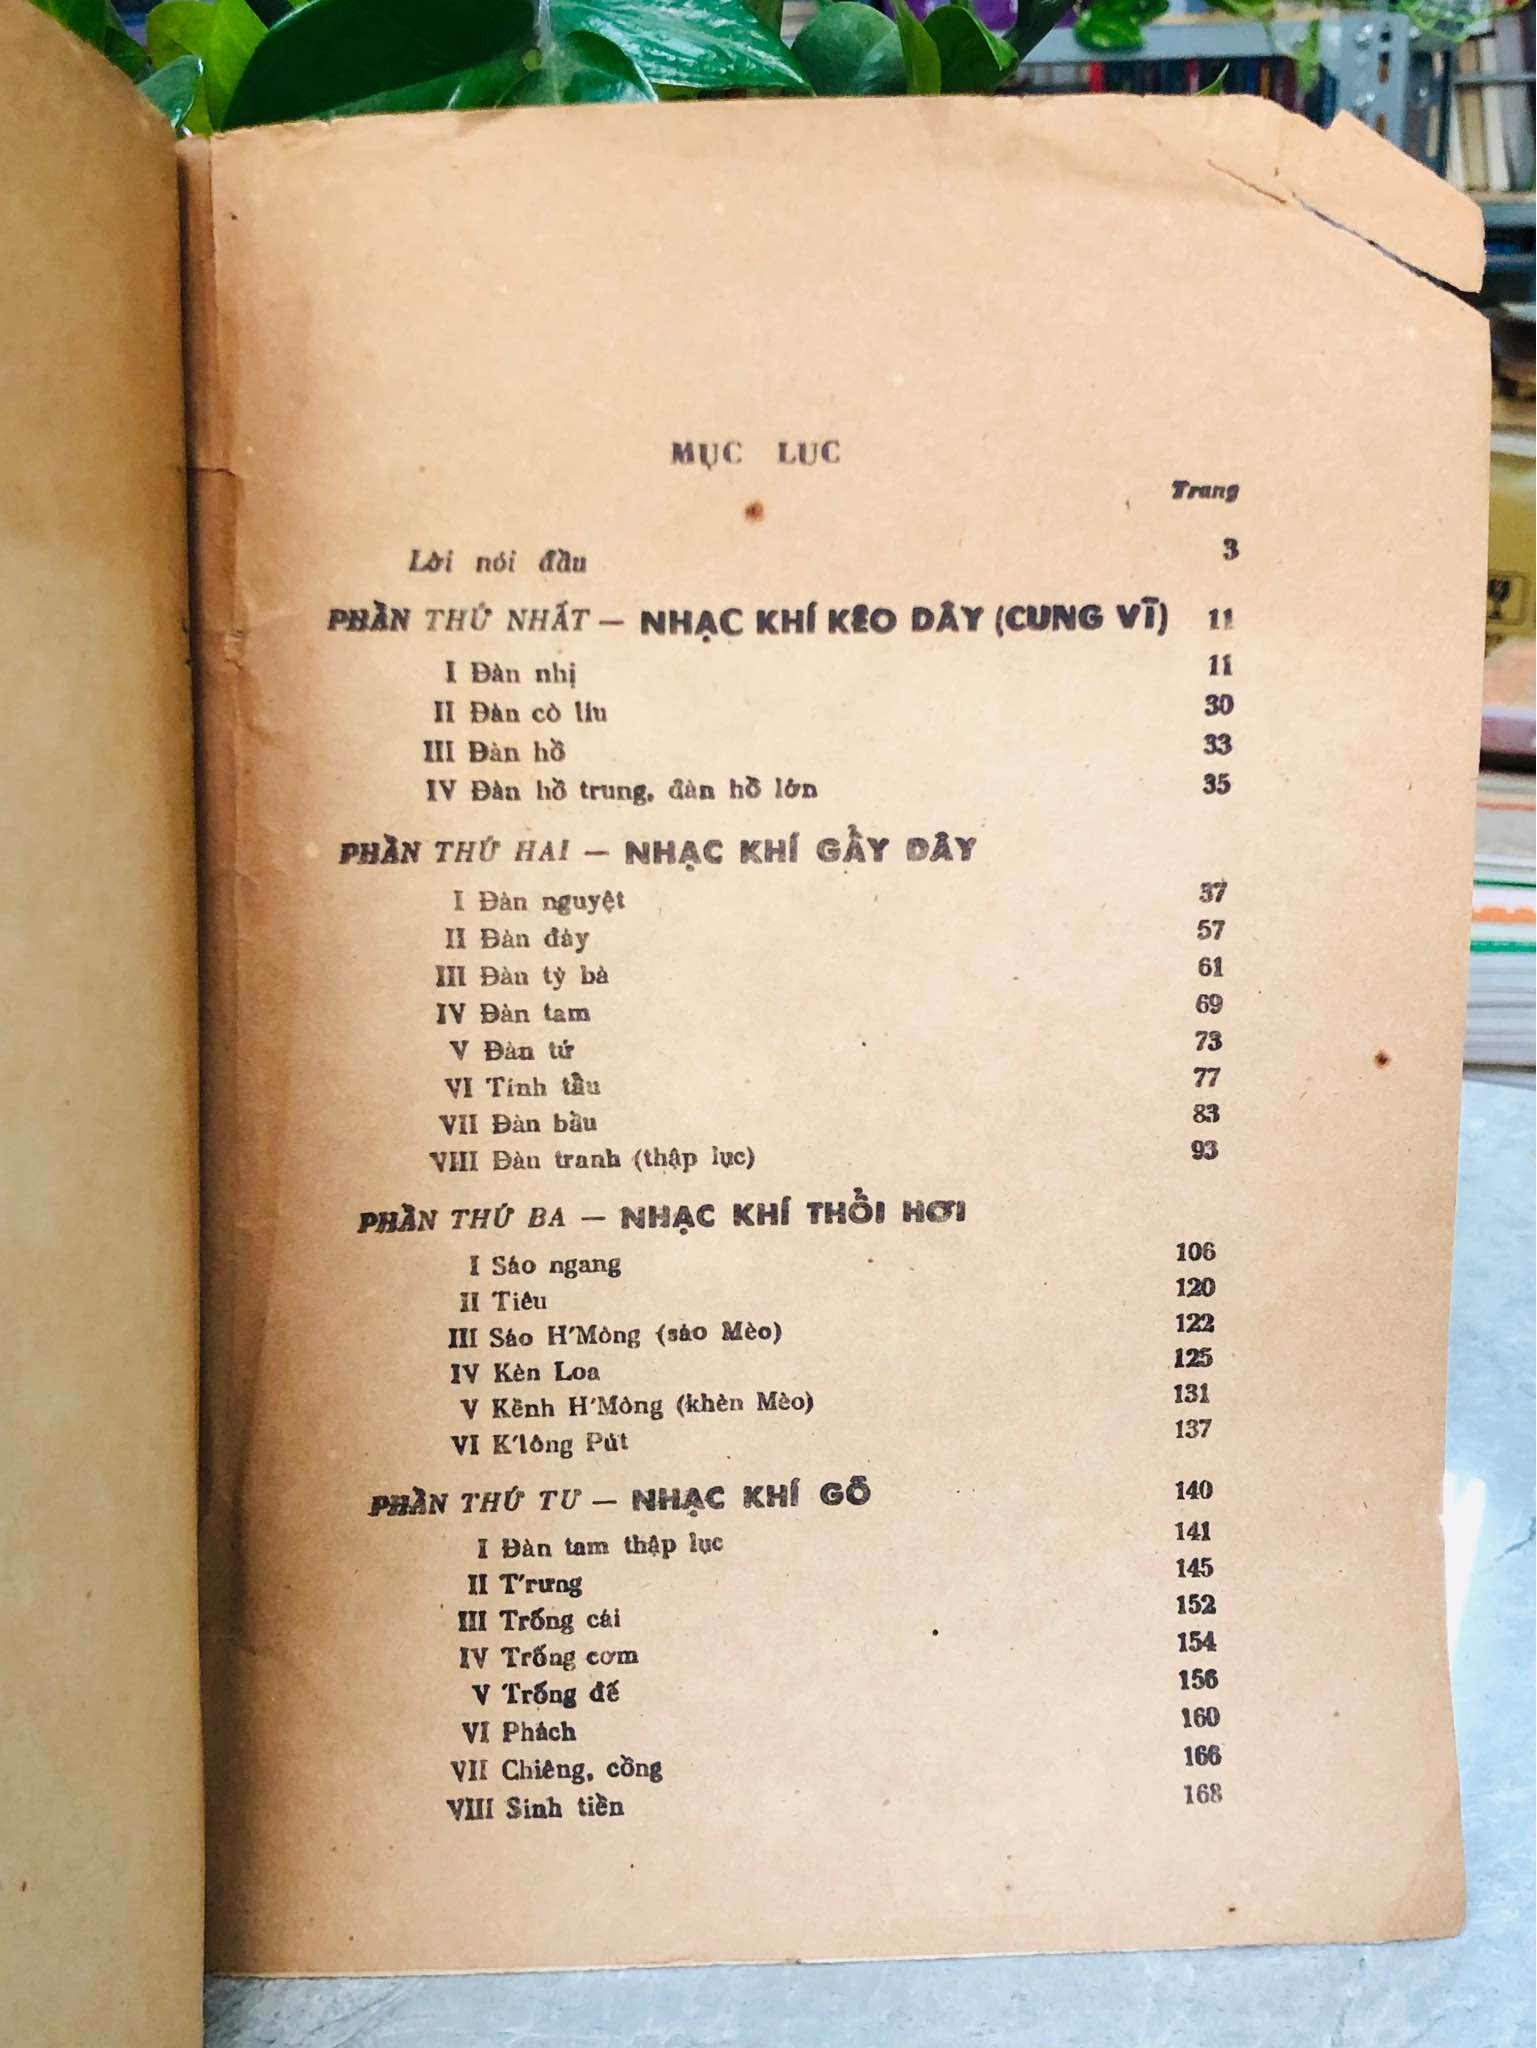 MỤC LỤC
Trang
Lời nói đầu 3
PHẦN THỨ NHẤT — NHẠC KHÍ KÉO DÂY (CUNG VĨ) 11
I Đàn nhị 11
II Đàn cò líu 30
III Đàn hồ 33
IV Đàn hồ trung, đàn hồ lớn 35
PHẦN THỨ HAI — NHẠC KHÍ GẨY DÂY
I Đàn nguyệt 37
II Đàn đáy 57
III Đàn tỳ bà 61
IV Đàn tam 69
V Đàn tứ 73
VI Tính tẩu 77
VII Đàn bầu 83
VIII Đàn tranh (thập lục) 93
PHẦN THỨ BA — NHẠC KHÍ THỔI HƠI
I Sáo ngang 106
II Tiêu 120
III Sáo H'Mông (sáo Mèo) 122
IV Kèn Loa 125
V Kềnh H'Mông (khèn Mèo) 131
VI K'lông Pút 137
PHẦN THỨ TƯ — NHẠC KHÍ GÕ 140
I Đàn tam thập lục 141
II T'rưng 145
III Trống cái 152
IV Trống cơm 154
V Trống đế 156
VI Phách 160
VII Chiêng, cồng 166
VIII Sinh tiền 168